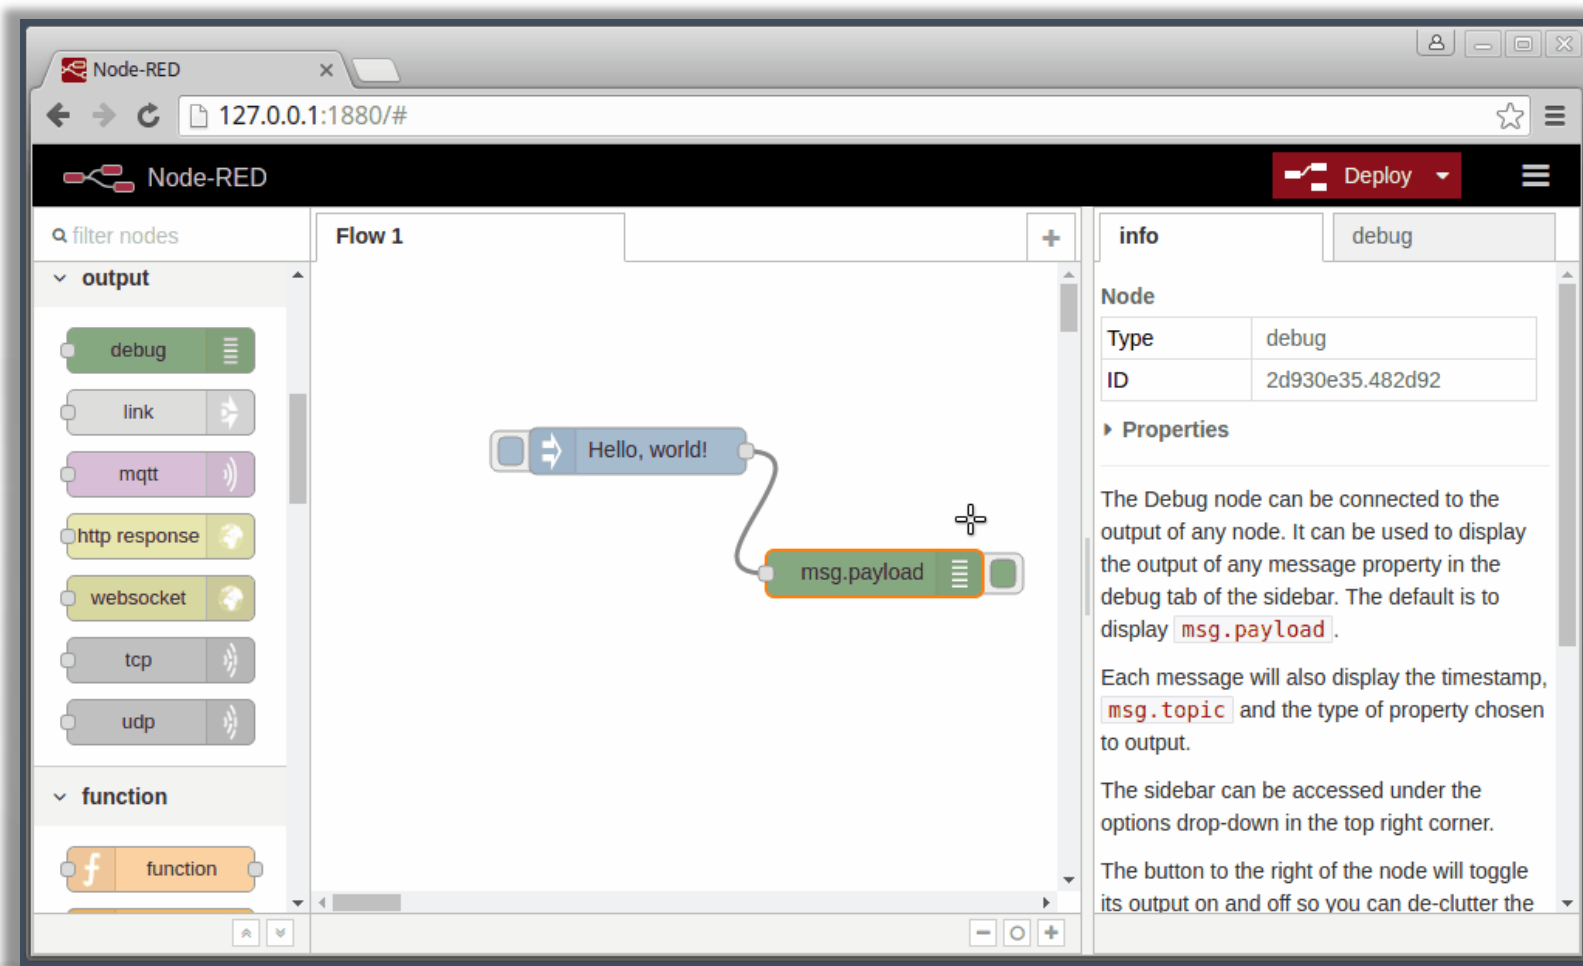 Node-RED
127.0.0.1:1880/#
Node-RED
Deploy
filter nodes
output
debug
link
mqtt
http response
websocket
tcp
udp
function
function
Flow 1
Hello, world!
msg.payload
info
debug
Node
Type debug
ID 2d930e35.482d92
Properties
The Debug node can be connected to the
output of any node. It can be used to display
the output of any message property in the
debug tab of the sidebar. The default is to
display msg.payload.
Each message will also display the timestamp,
msg.topic and the type of property chosen
to output.
The sidebar can be accessed under the
options drop-down in the top right corner.
The button to the right of the node will toggle
its output on and off so you can de-clutter the